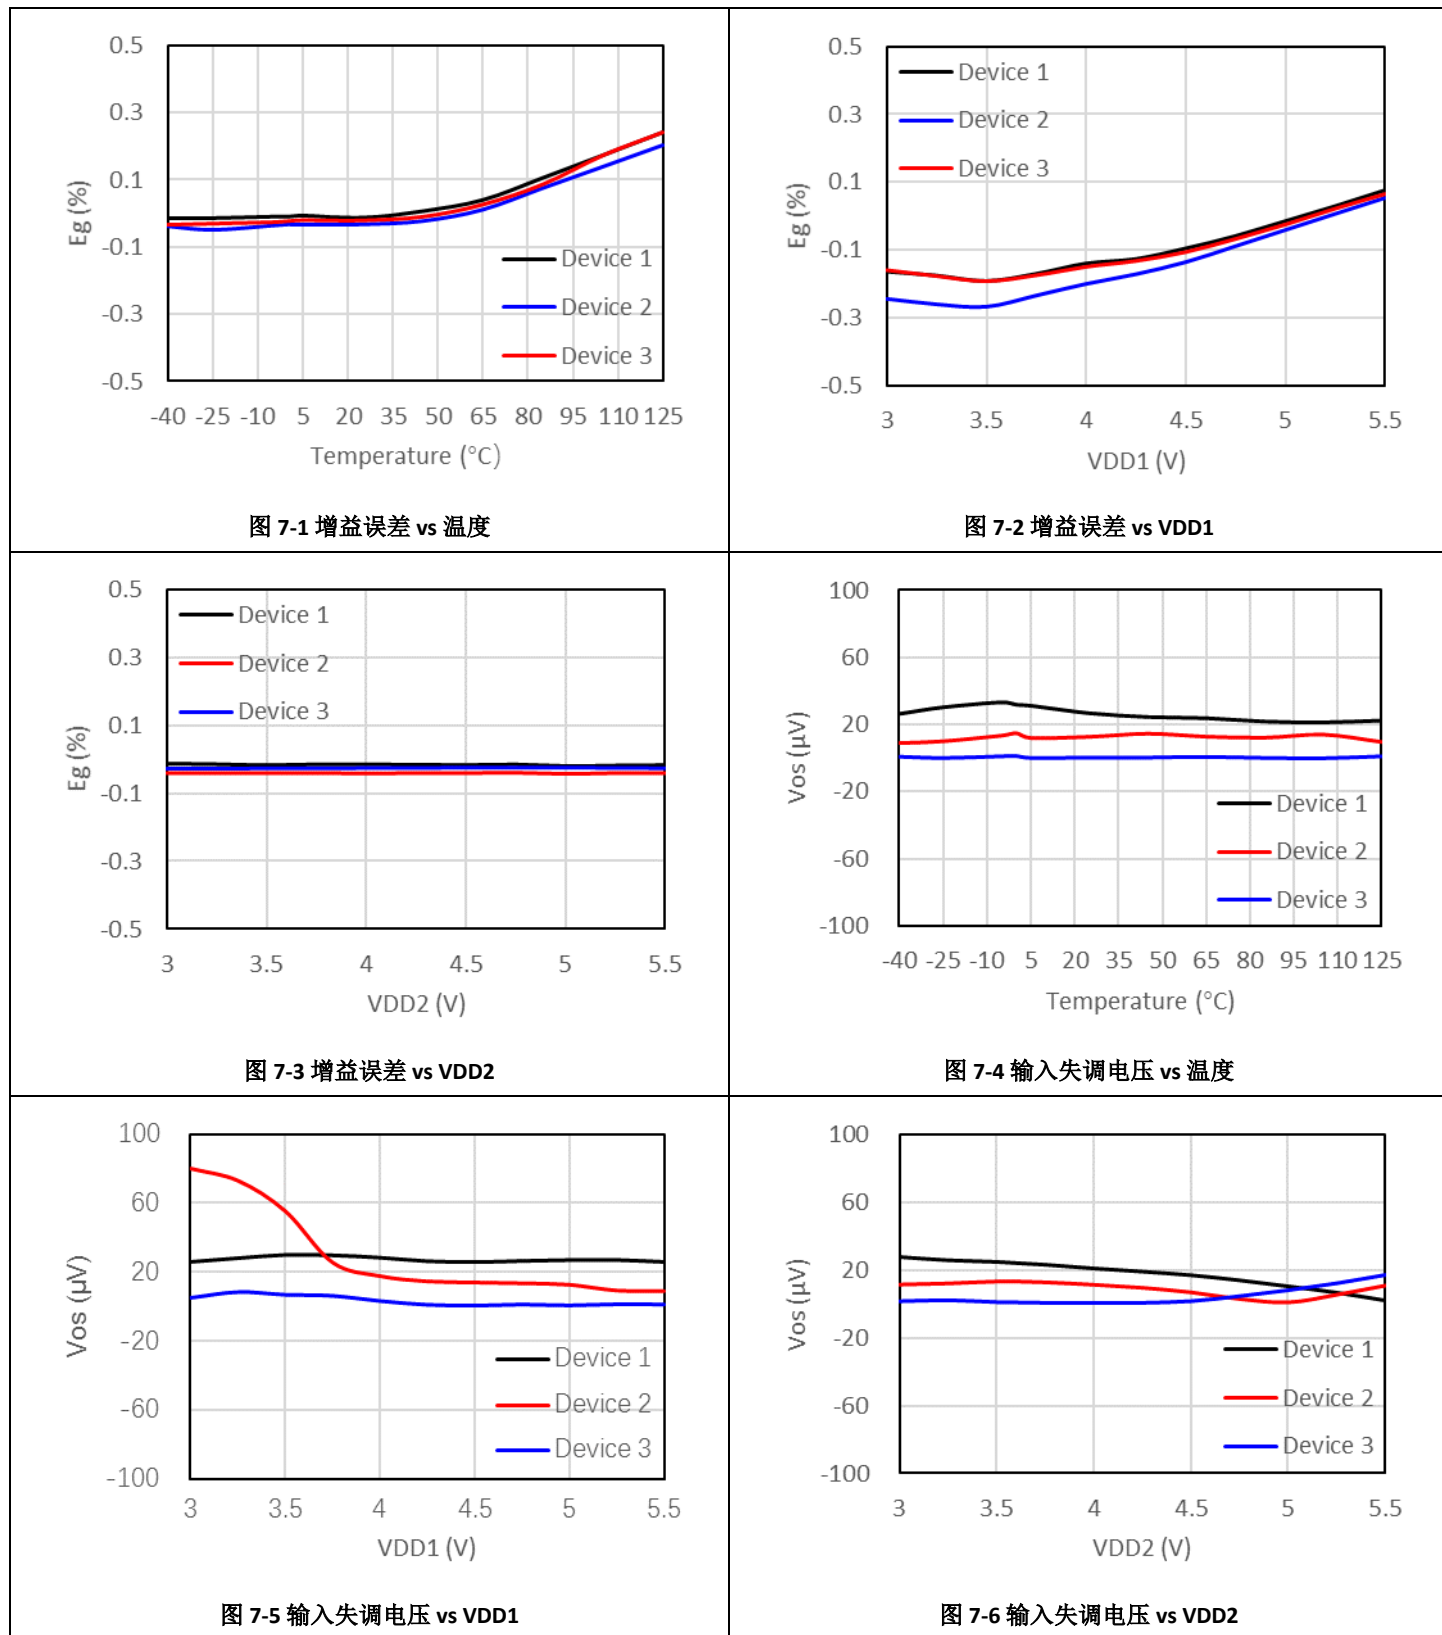 0.5
0.3
0.1
-0.1
-0.3
-0.5
Eg (%)
Device 1
Device 2
Device 3
-40 -25 -10 5 20 35 50 65 80 95 110 125
Temperature (°C)
图 7-1 增益误差 vs 温度
0.5
0.3
0.1
-0.1
-0.3
-0.5
Eg (%)
Device 1
Device 2
Device 3
3 3.5 4 4.5 5 5.5
VDD1 (V)
图 7-2 增益误差 vs VDD1
0.5
0.3
0.1
-0.1
-0.3
-0.5
Eg (%)
Device 1
Device 2
Device 3
3 3.5 4 4.5 5 5.5
VDD2 (V)
图 7-3 增益误差 vs VDD2
100
60
20
-20
-60
-100
Vos (µV)
Device 1
Device 2
Device 3
-40 -25 -10 5 20 35 50 65 80 95 110 125
Temperature (°C)
图 7-4 输入失调电压 vs 温度
100
60
20
-20
-60
-100
Vos (µV)
Device 1
Device 2
Device 3
3 3.5 4 4.5 5 5.5
VDD1 (V)
图 7-5 输入失调电压 vs VDD1
100
60
20
-20
-60
-100
Vos (µV)
Device 1
Device 2
Device 3
3 3.5 4 4.5 5 5.5
VDD2 (V)
图 7-6 输入失调电压 vs VDD2